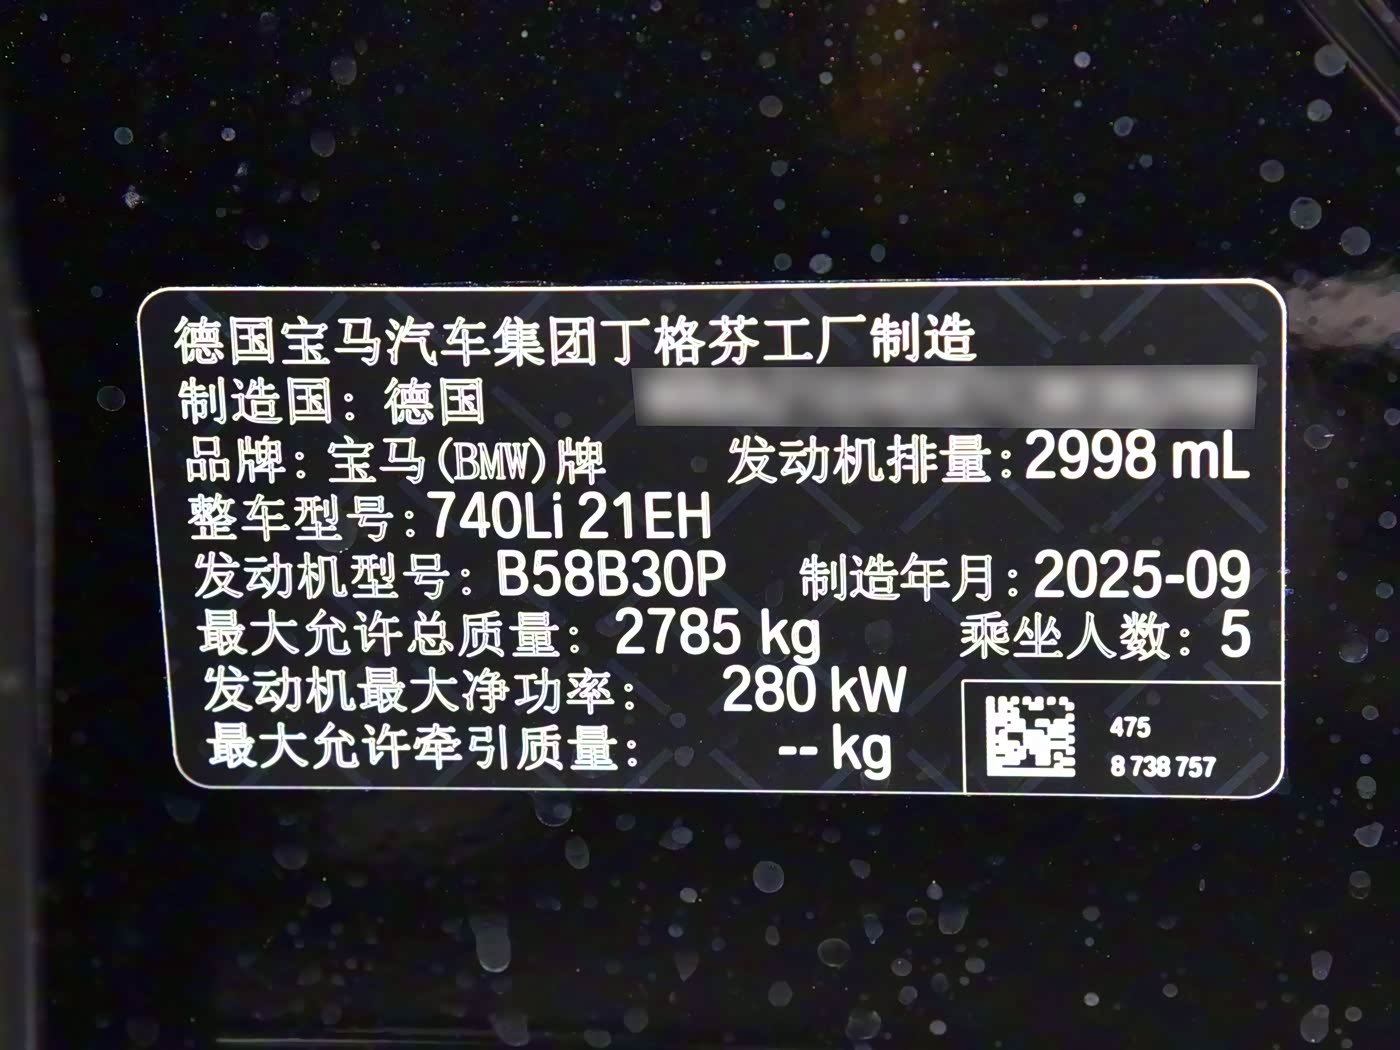 德国宝马汽车集团丁格芬工厂制造
制造国：德国
品牌：宝马(BMW)牌 发动机排量：2998 mL
整车型号：740Li 21EH
发动机型号：B58B30P 制造年月：2025-09
最大允许总质量：2785 kg 乘坐人数：5
发动机最大净功率：280 kW
最大允许牵引质量：-- kg
475
8 738 757